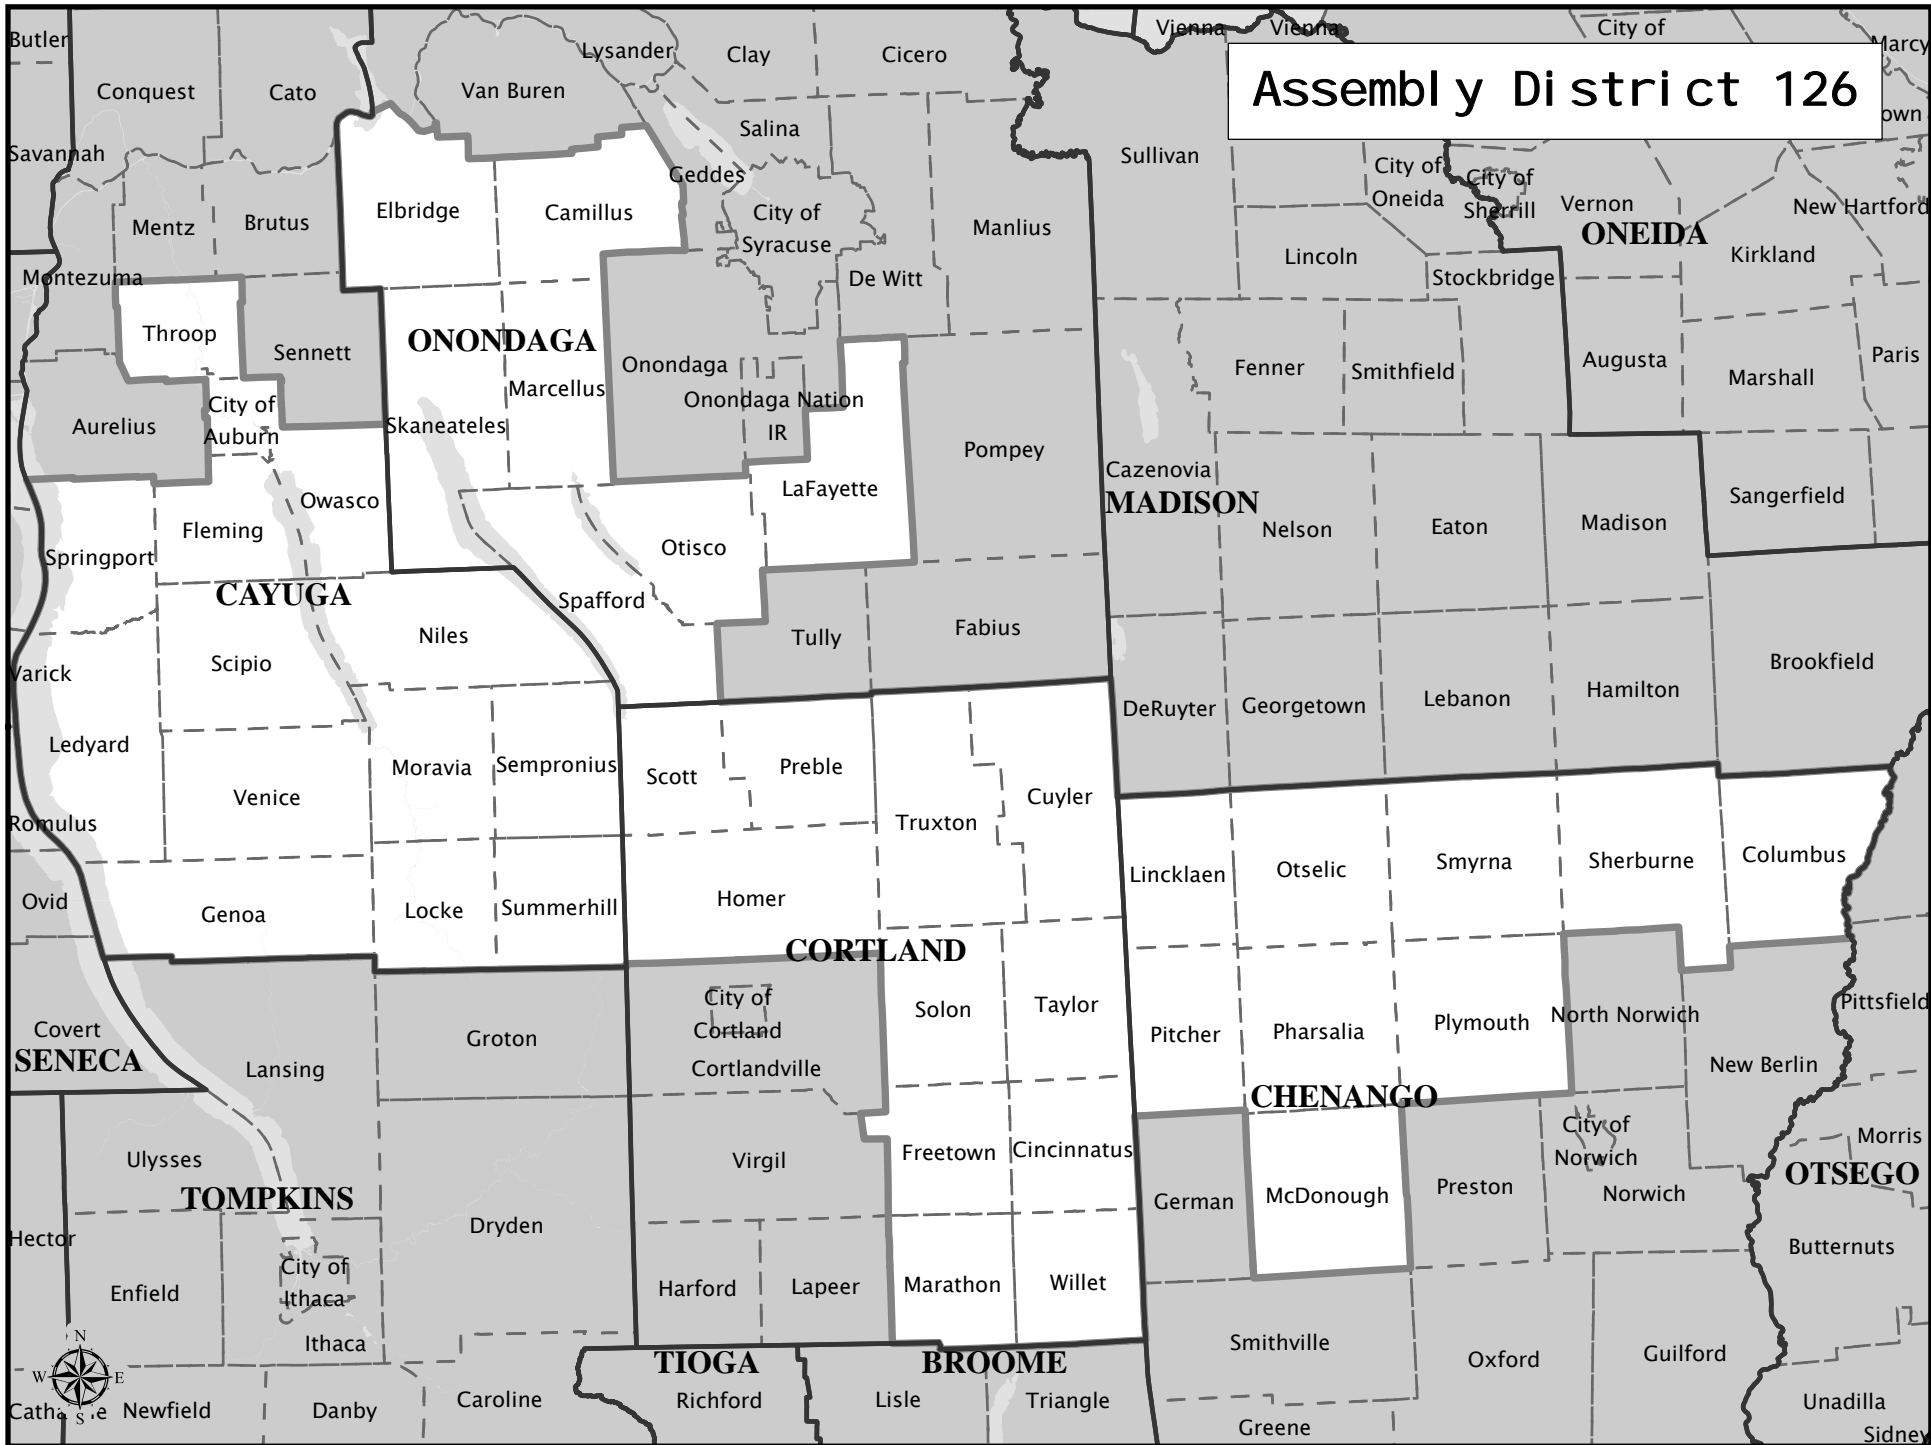 Butler
Lysander
Clay
Cicero
Vienna
Vienna
City of
Marcy
Assembly District 126
Conquest
Cato
Van Buren
own
Salina
Savannah
Sullivan
Geddes
City of
Oneida
City of
Sherrill
Vernon
New Hartford
Elbridge
Camillus
City of
Syracuse
Mentz
Brutus
Manlius
ONEIDA
Lincoln
Kirkland
Montezuma
De Witt
Stockbridge
Throop
Sennett
ONONDAGA
Onondaga
Fenner
Smithfield
Augusta
Marshall
Paris
Marcellus
Onondaga Nation
IR
Aurelius
City of
Auburn
Skaneateles
Pompey
Cazenovia
MADISON
LaFayette
Sangerfield
Owasco
Fleming
Nelson
Eaton
Madison
Springport
Otisco
CAYUGA
Spafford
Niles
Tully
Fabius
Scipio
Varick
Brookfield
DeRuyter
Georgetown
Lebanon
Hamilton
Ledyard
Moravia
Sempronius
Scott
Preble
Venice
Cuyler
Truxton
Romulus
Lincklaen
Otselic
Smyrna
Sherburne
Columbus
Ovid
Genoa
Locke
Summerhill
Homer
CORTLAND
City of
Cortland
Solon
Taylor
Covert
SENECA
Groton
Cortlandville
Lansing
Pitcher
Pharsalia
Plymouth
North Norwich
Pittsfield
New Berlin
CHENANGO
City of
Norwich
Morris
Ulysses
Virgil
Freetown
Cincinnatus
TOMPKINS
German
McDonough
Preston
Norwich
OTSEGO
Hector
Dryden
Butternuts
City of
Ithaca
Enfield
Harford
Lapeer
Marathon
Willet
Ithaca
N
W
E
S
Smithville
Oxford
Guilford
TIOGA
BROOME
Newfield
Danby
Caroline
Richford
Lisle
Triangle
Greene
Unadilla
Sidney